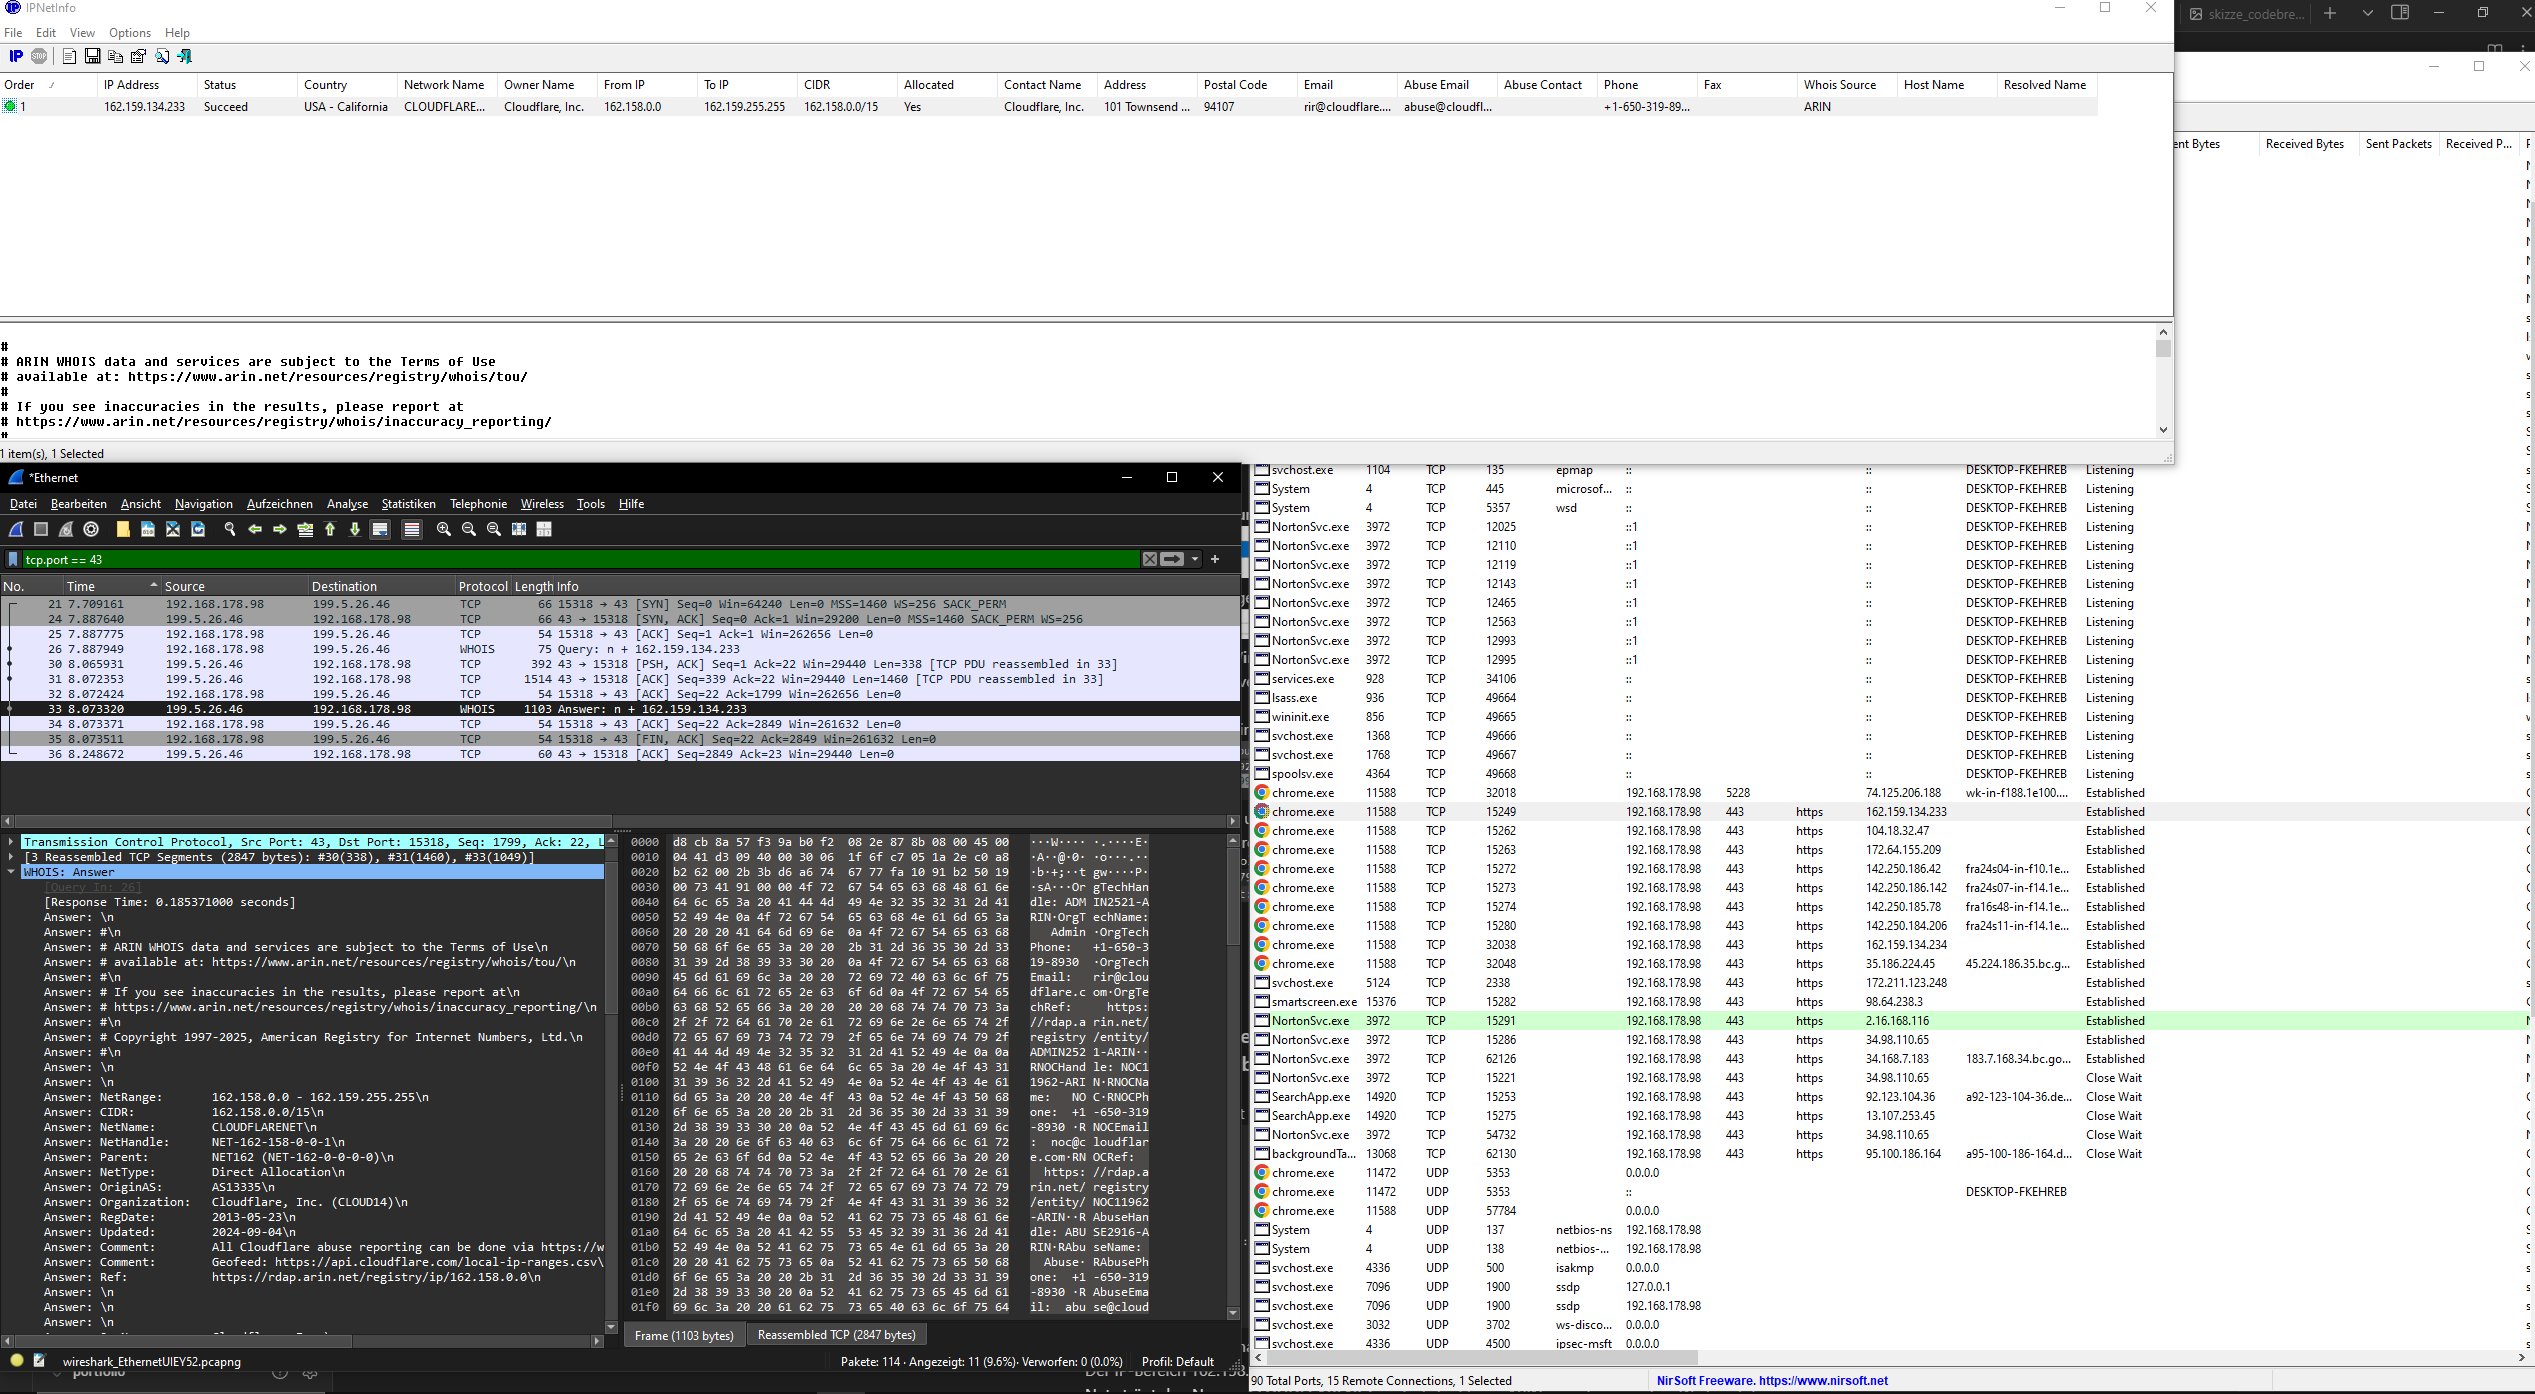 IPNetInfo
skizze_codebre...
File Edit View Options Help
IP STOP
Order IP Address Status Country Network Name Owner Name From IP To IP CIDR Allocated Contact Name Address Postal Code Email Abuse Email Abuse Contact Phone Fax Whois Source Host Name Resolved Name
1 162.159.134.233 Succeed USA - California CLOUDFLARE... Cloudflare, Inc. 162.158.0.0 162.159.255.255 162.158.0.0/15 Yes Cloudflare, Inc. 101 Townsend ... 94107 rir@cloudflare.... abuse@cloudfl... +1-650-319-89... ARIN
ent Bytes Received Bytes Sent Packets Received P...
#
# ARIN WHOIS data and services are subject to the Terms of Use
# available at: https://www.arin.net/resources/registry/whois/tou/
#
# If you see inaccuracies in the results, please report at
# https://www.arin.net/resources/registry/whois/inaccuracy_reporting/
#
1 item(s), 1 Selected
*Ethernet
Datei Bearbeiten Ansicht Navigation Aufzeichnen Analyse Statistiken Telephonie Wireless Tools Hilfe
tcp.port == 43
No. Time Source Destination Protocol Length Info
21 7.709161 192.168.178.98 199.5.26.46 TCP 66 15318 → 43 [SYN] Seq=0 Win=64240 Len=0 MSS=1460 WS=256 SACK_PERM
24 7.887640 199.5.26.46 192.168.178.98 TCP 66 43 → 15318 [SYN, ACK] Seq=0 Ack=1 Win=29200 Len=0 MSS=1460 SACK_PERM WS=256
25 7.887775 192.168.178.98 199.5.26.46 TCP 54 15318 → 43 [ACK] Seq=1 Ack=1 Win=262656 Len=0
26 7.887949 192.168.178.98 199.5.26.46 WHOIS 75 Query: n + 162.159.134.233
30 8.065931 199.5.26.46 192.168.178.98 TCP 392 43 → 15318 [PSH, ACK] Seq=1 Ack=22 Win=29440 Len=338 [TCP PDU reassembled in 33]
31 8.072353 199.5.26.46 192.168.178.98 TCP 1514 43 → 15318 [ACK] Seq=339 Ack=22 Win=29440 Len=1460 [TCP PDU reassembled in 33]
32 8.072424 192.168.178.98 199.5.26.46 TCP 54 15318 → 43 [ACK] Seq=22 Ack=1799 Win=262656 Len=0
33 8.073320 199.5.26.46 192.168.178.98 WHOIS 1103 Answer: n + 162.159.134.233
34 8.073371 192.168.178.98 199.5.26.46 TCP 54 15318 → 43 [ACK] Seq=22 Ack=2849 Win=261632 Len=0
35 8.073511 192.168.178.98 199.5.26.46 TCP 54 15318 → 43 [FIN, ACK] Seq=22 Ack=2849 Win=261632 Len=0
36 8.248672 199.5.26.46 192.168.178.98 TCP 60 43 → 15318 [ACK] Seq=2849 Ack=23 Win=29440 Len=0
Transmission Control Protocol, Src Port: 43, Dst Port: 15318, Seq: 1799, Ack: 22, L
[3 Reassembled TCP Segments (2847 bytes): #30(338), #31(1460), #33(1049)]
WHOIS: Answer
[Query In: 26]
[Response Time: 0.185371000 seconds]
Answer: \n
Answer: #\n
Answer: # ARIN WHOIS data and services are subject to the Terms of Use\n
Answer: # available at: https://www.arin.net/resources/registry/whois/tou/\n
Answer: #\n
Answer: # If you see inaccuracies in the results, please report at\n
Answer: # https://www.arin.net/resources/registry/whois/inaccuracy_reporting/\n
Answer: #\n
Answer: # Copyright 1997-2025, American Registry for Internet Numbers, Ltd.\n
Answer: #\n
Answer: \n
Answer: \n
Answer: NetRange: 162.158.0.0 - 162.159.255.255\n
Answer: CIDR: 162.158.0.0/15\n
Answer: NetName: CLOUDFLARENET\n
Answer: NetHandle: NET-162-158-0-0-1\n
Answer: Parent: NET162 (NET-162-0-0-0-0)\n
Answer: NetType: Direct Allocation\n
Answer: OriginAS: AS13335\n
Answer: Organization: Cloudflare, Inc. (CLOUD14)\n
Answer: RegDate: 2013-05-23\n
Answer: Updated: 2024-09-04\n
Answer: Comment: All Cloudflare abuse reporting can be done via https://w
Answer: Comment: Geofeed: https://api.cloudflare.com/local-ip-ranges.csv\
Answer: Ref: https://rdap.arin.net/registry/ip/162.158.0.0\n
Answer: \n
Answer: \n
Answer: \n
0000 d8 cb 8a 57 f3 9a b0 f2 08 2e 87 8b 08 00 45 00 ···W···· ·.····E·
0010 04 41 d3 09 40 00 30 06 1f 6f c7 05 1a 2e c0 a8 ·A··@·0· ·o···.··
0020 b2 62 00 2b 3b d6 a6 74 67 77 fa 10 91 b2 50 19 ·b·+;··t gw····P·
0030 00 73 41 91 00 00 4f 72 67 54 65 63 68 48 61 6e ·sA···Or gTechHan
0040 64 6c 65 3a 20 41 44 4d 49 4e 32 35 32 31 2d 41 dle: ADM IN2521-A
0050 52 49 4e 0a 4f 72 67 54 65 63 68 4e 61 6d 65 3a RIN·OrgT echName:
0060 20 20 20 41 64 6d 69 6e 0a 4f 72 67 54 65 63 68 Admin ·OrgTech
0070 50 68 6f 6e 65 3a 20 20 2b 31 2d 36 35 30 2d 33 Phone: +1-650-3
0080 31 39 2d 38 39 33 30 20 0a 4f 72 67 54 65 63 68 19-8930 ·OrgTech
0090 45 6d 61 69 6c 3a 20 20 72 69 72 40 63 6c 6f 75 Email: rir@clou
00a0 64 66 6c 61 72 65 2e 63 6f 6d 0a 4f 72 67 54 65 dflare.c om·OrgTe
00b0 63 68 52 65 66 3a 20 20 20 20 68 74 74 70 73 3a chRef: https:
00c0 2f 2f 72 64 61 70 2e 61 72 69 6e 2e 6e 65 74 2f //rdap.a rin.net/
00d0 72 65 67 69 73 74 72 79 2f 65 6e 74 69 74 79 2f registry /entity/
00e0 41 44 4d 49 4e 32 35 32 31 2d 41 52 49 4e 0a 0a ADMIN252 1-ARIN··
00f0 52 4e 4f 43 48 61 6e 64 6c 65 3a 20 4e 4f 43 31 RNOCHand le: NOC1
0100 31 39 36 32 2d 41 52 49 4e 0a 52 4e 4f 43 4e 61 1962-ARI N·RNOCNa
0110 6d 65 3a 20 20 20 4e 4f 43 0a 52 4e 4f 43 50 68 me: NO C·RNOCPh
0120 6f 6e 65 3a 20 20 2b 31 2d 36 35 30 2d 33 31 39 one: +1 -650-319
0130 2d 38 39 33 30 20 0a 52 4e 4f 43 45 6d 61 69 6c -8930 ·R NOCEmail
0140 3a 20 20 6e 6f 63 40 63 6c 6f 75 64 66 6c 61 72 : noc@c loudflar
0150 65 2e 63 6f 6d 0a 52 4e 4f 43 52 65 66 3a 20 20 e.com·RN OCRef:
0160 20 20 68 74 74 70 73 3a 2f 2f 72 64 61 70 2e 61 https: //rdap.a
0170 72 69 6e 2e 6e 65 74 2f 72 65 67 69 73 74 72 79 rin.net/ registry
0180 2f 65 6e 74 69 74 79 2f 4e 4f 43 31 31 39 36 32 /entity/ NOC11962
0190 2d 41 52 49 4e 0a 0a 52 41 62 75 73 65 48 61 6e -ARIN··R AbuseHan
01a0 64 6c 65 3a 20 41 42 55 53 45 32 39 31 36 2d 41 dle: ABU SE2916-A
01b0 52 49 4e 0a 52 41 62 75 73 65 4e 61 6d 65 3a 20 RIN·RAbu seName:
01c0 20 20 41 62 75 73 65 0a 52 41 62 75 73 65 50 68 Abuse· RAbusePh
01d0 6f 6e 65 3a 20 20 2b 31 2d 36 35 30 2d 33 31 39 one: +1 -650-319
01e0 2d 38 39 33 30 20 0a 52 41 62 75 73 65 45 6d 61 -8930 ·R AbuseEma
01f0 69 6c 3a 20 20 61 62 75 73 65 40 63 6c 6f 75 64 il: abu se@cloud
Frame (1103 bytes) Reassembled TCP (2847 bytes)
wireshark_EthernetUIEY52.pcapng Pakete: 114 · Angezeigt: 11 (9.6%) · Verworfen: 0 (0.0%) Profil: Default
portfolio
svchost.exe 1104 TCP 135 epmap :: :: DESKTOP-FKEHREB Listening
System 4 TCP 445 microsof... :: :: DESKTOP-FKEHREB Listening
System 4 TCP 5357 wsd :: :: DESKTOP-FKEHREB Listening
NortonSvc.exe 3972 TCP 12025 ::1 :: DESKTOP-FKEHREB Listening
NortonSvc.exe 3972 TCP 12110 ::1 :: DESKTOP-FKEHREB Listening
NortonSvc.exe 3972 TCP 12119 ::1 :: DESKTOP-FKEHREB Listening
NortonSvc.exe 3972 TCP 12143 ::1 :: DESKTOP-FKEHREB Listening
NortonSvc.exe 3972 TCP 12465 ::1 :: DESKTOP-FKEHREB Listening
NortonSvc.exe 3972 TCP 12563 ::1 :: DESKTOP-FKEHREB Listening
NortonSvc.exe 3972 TCP 12993 ::1 :: DESKTOP-FKEHREB Listening
NortonSvc.exe 3972 TCP 12995 ::1 :: DESKTOP-FKEHREB Listening
services.exe 928 TCP 34106 :: :: DESKTOP-FKEHREB Listening
lsass.exe 936 TCP 49664 :: :: DESKTOP-FKEHREB Listening
wininit.exe 856 TCP 49665 :: :: DESKTOP-FKEHREB Listening
svchost.exe 1368 TCP 49666 :: :: DESKTOP-FKEHREB Listening
svchost.exe 1768 TCP 49667 :: :: DESKTOP-FKEHREB Listening
spoolsv.exe 4364 TCP 49668 :: :: DESKTOP-FKEHREB Listening
chrome.exe 11588 TCP 32018 192.168.178.98 5228 74.125.206.188 wk-in-f188.1e100.... Established
chrome.exe 11588 TCP 15249 192.168.178.98 443 https 162.159.134.233 Established
chrome.exe 11588 TCP 15262 192.168.178.98 443 https 104.18.32.47 Established
chrome.exe 11588 TCP 15263 192.168.178.98 443 https 172.64.155.209 Established
chrome.exe 11588 TCP 15272 192.168.178.98 443 https 142.250.186.42 fra24s04-in-f10.1e... Established
chrome.exe 11588 TCP 15273 192.168.178.98 443 https 142.250.186.142 fra24s07-in-f14.1e... Established
chrome.exe 11588 TCP 15274 192.168.178.98 443 https 142.250.185.78 fra16s48-in-f14.1e... Established
chrome.exe 11588 TCP 15280 192.168.178.98 443 https 142.250.184.206 fra24s11-in-f14.1e... Established
chrome.exe 11588 TCP 32038 192.168.178.98 443 https 162.159.134.234 Established
chrome.exe 11588 TCP 32048 192.168.178.98 443 https 35.186.224.45 45.224.186.35.bc.g... Established
svchost.exe 5124 TCP 2338 192.168.178.98 443 https 172.211.123.248 Established
smartscreen.exe 15376 TCP 15282 192.168.178.98 443 https 98.64.238.3 Established
NortonSvc.exe 3972 TCP 15291 192.168.178.98 443 https 2.16.168.116 Established
NortonSvc.exe 3972 TCP 15286 192.168.178.98 443 https 34.98.110.65 Established
NortonSvc.exe 3972 TCP 62126 192.168.178.98 443 https 34.168.7.183 183.7.168.34.bc.go... Established
NortonSvc.exe 3972 TCP 15221 192.168.178.98 443 https 34.98.110.65 Close Wait
SearchApp.exe 14920 TCP 15253 192.168.178.98 443 https 92.123.104.36 a92-123-104-36.de... Close Wait
SearchApp.exe 14920 TCP 15275 192.168.178.98 443 https 13.107.253.45 Close Wait
NortonSvc.exe 3972 TCP 54732 192.168.178.98 443 https 34.98.110.65 Close Wait
backgroundTa... 13068 TCP 62130 192.168.178.98 443 https 95.100.186.164 a95-100-186-164.d... Close Wait
chrome.exe 11472 UDP 5353 0.0.0.0
chrome.exe 11472 UDP 5353 :: DESKTOP-FKEHREB
chrome.exe 11588 UDP 57784 0.0.0.0
System 4 UDP 137 netbios-ns 192.168.178.98
System 4 UDP 138 netbios-... 192.168.178.98
svchost.exe 4336 UDP 500 isakmp 0.0.0.0
svchost.exe 7096 UDP 1900 ssdp 127.0.0.1
svchost.exe 7096 UDP 1900 ssdp 192.168.178.98
svchost.exe 3032 UDP 3702 ws-disco... 0.0.0.0
svchost.exe 4336 UDP 4500 ipsec-msft 0.0.0.0
90 Total Ports, 15 Remote Connections, 1 Selected NirSoft Freeware. https://www.nirsoft.net